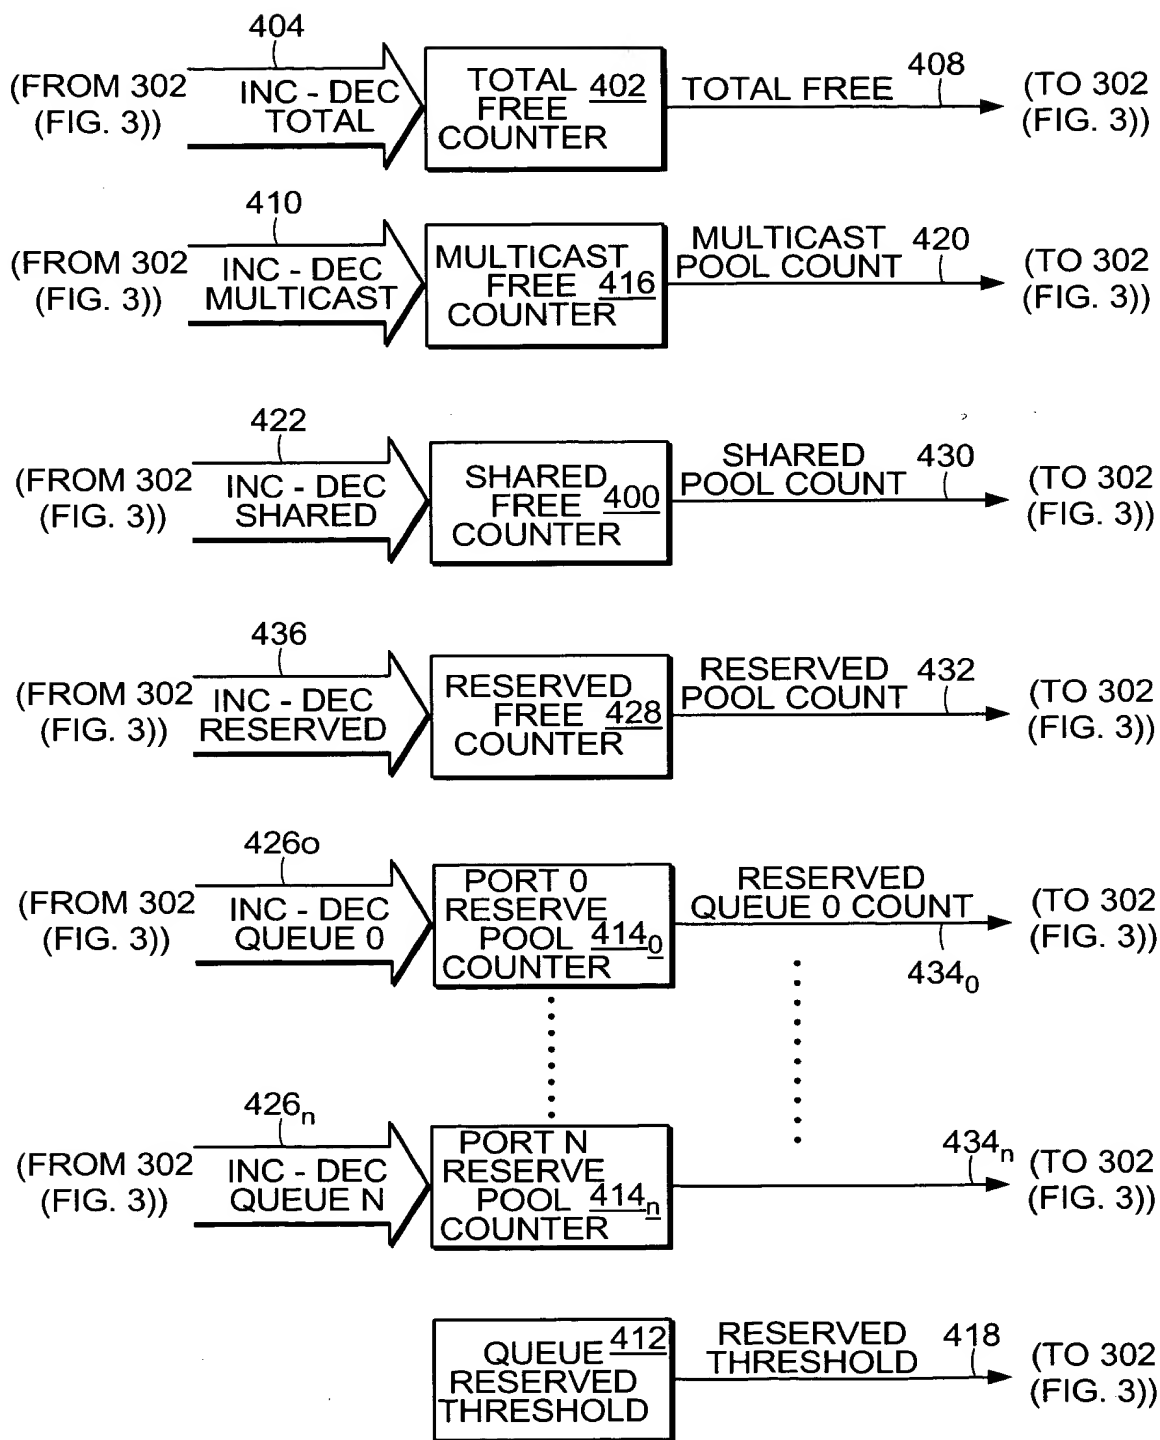 404
(FROM 302
(FIG. 3))
INC - DEC
TOTAL
TOTAL
FREE 402
COUNTER
TOTAL FREE
408
(TO 302
(FIG. 3))
410
(FROM 302
(FIG. 3))
INC - DEC
MULTICAST
MULTICAST
FREE 416
COUNTER
MULTICAST
POOL COUNT
420
(TO 302
(FIG. 3))
422
(FROM 302
(FIG. 3))
INC - DEC
SHARED
SHARED
FREE 400
COUNTER
SHARED
POOL COUNT
430
(TO 302
(FIG. 3))
436
(FROM 302
(FIG. 3))
INC - DEC
RESERVED
RESERVED
FREE 428
COUNTER
RESERVED
POOL COUNT
432
(TO 302
(FIG. 3))
426o
(FROM 302
(FIG. 3))
INC - DEC
QUEUE 0
PORT 0
RESERVE
POOL 414₀
COUNTER
RESERVED
QUEUE 0 COUNT
434₀
(TO 302
(FIG. 3))
426ₙ
(FROM 302
(FIG. 3))
INC - DEC
QUEUE N
PORT N
RESERVE
POOL 414ₙ
COUNTER
434ₙ
(TO 302
(FIG. 3))
QUEUE 412
RESERVED
THRESHOLD
RESERVED
THRESHOLD
418
(TO 302
(FIG. 3))